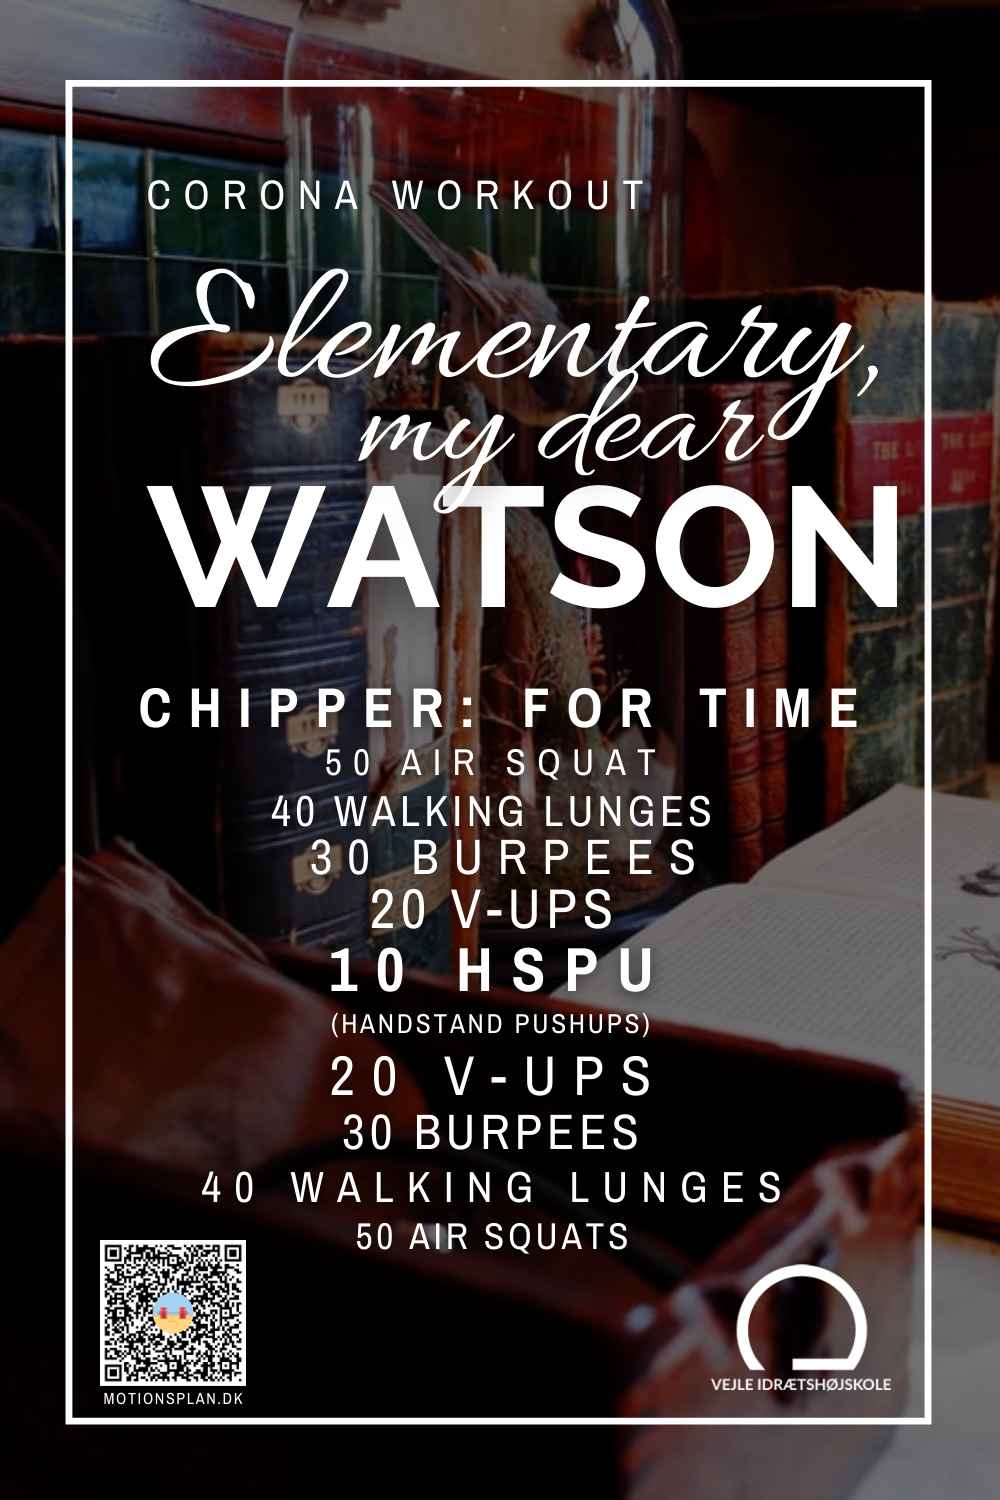 CORONA WORKOUT
Elementary,
my dear
WATSON
CHIPPER: FOR TIME
50 AIR SQUAT
40 WALKING LUNGES
30 BURPEES
20 V-UPS
10 HSPU
(HANDSTAND PUSHUPS)
20 V-UPS
30 BURPEES
40 WALKING LUNGES
50 AIR SQUATS
MOTIONSPLAN.DK
VEJLE IDRÆTSHØJSKOLE